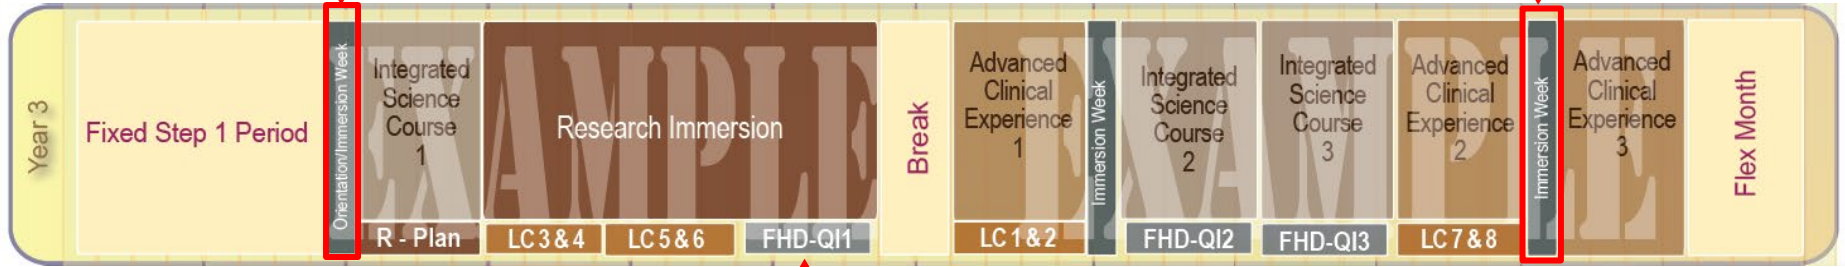 Year 3
Fixed Step 1 Period
Orientation/Immersion Week
Integrated
Science
Course
1
R - Plan
Research Immersion
LC 3 & 4
LC 5 & 6
FHD-QI1
Break
Advanced
Clinical
Experience
1
LC 1 & 2
Immersion Week
Integrated
Science
Course
2
FHD-QI2
Integrated
Science
Course
3
FHD-QI3
Advanced
Clinical
Experience
2
LC 7 & 8
Immersion Week
Advanced
Clinical
Experience
3
Flex Month
EXAMPLE
EXAMPLE